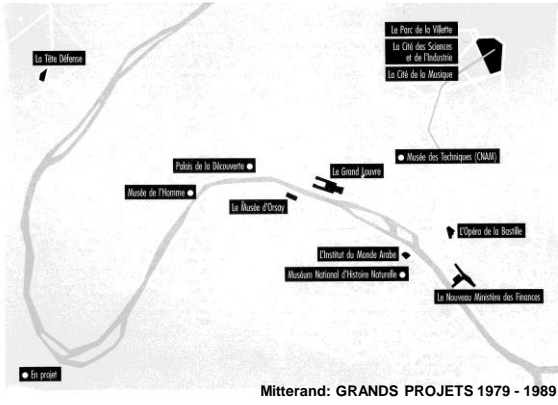 Le Parc de la Villette
La Cité des Sciences
et de l'Industrie
La Cité de la Musique
La Tête Défense
Musée des Techniques (CNAM)
Palais de la Découverte
Le Grand Louvre
Musée de l'Homme
Le Musée d'Orsay
L'Opéra de la Bastille
L'Institut du Monde Arabe
Muséum National d'Histoire Naturelle
Le Nouveau Ministère des Finances
En projet
Mitterand: GRANDS PROJETS 1979 - 1989